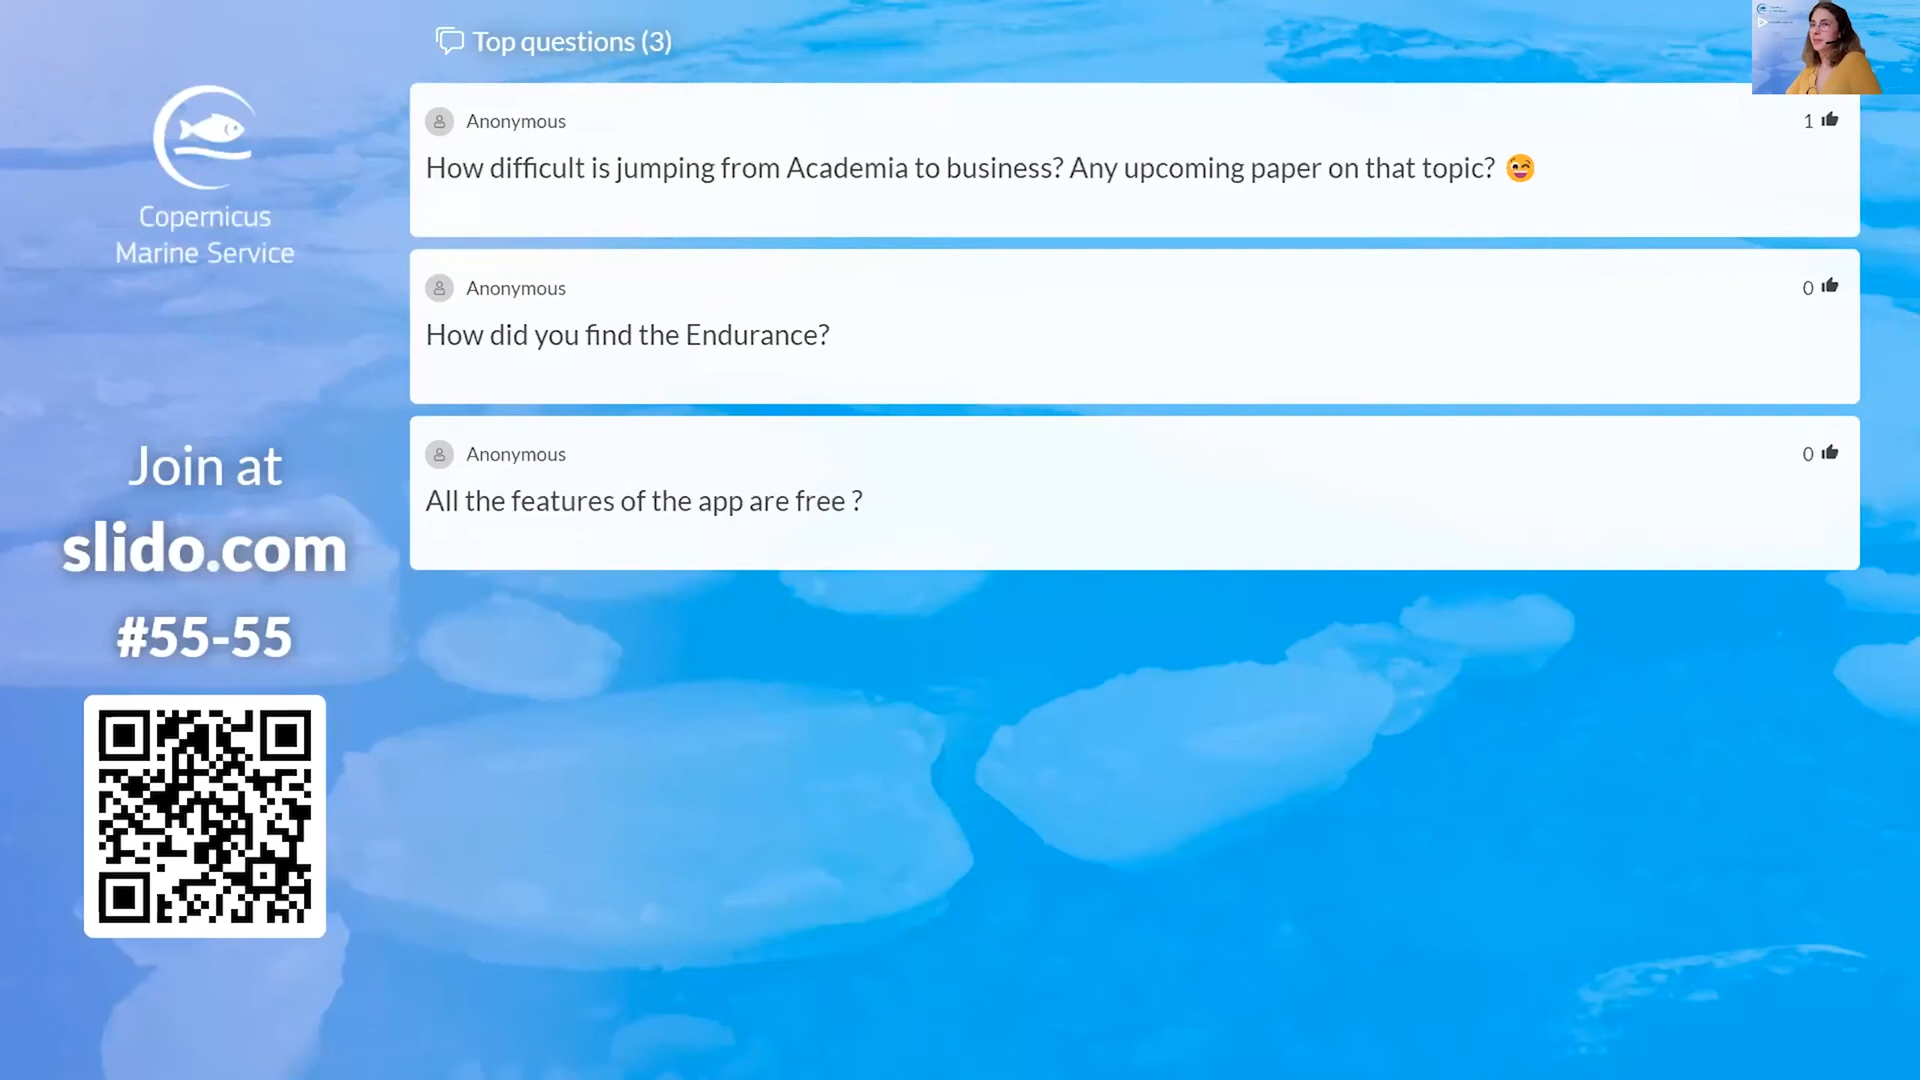 Top questions (3)
Copernicus
Marine Service
Anonymous
1
How difficult is jumping from Academia to business? Any upcoming paper on that topic? 😄
Anonymous
0
How did you find the Endurance?
Anonymous
0
All the features of the app are free ?
Join at
slido.com
#55-55